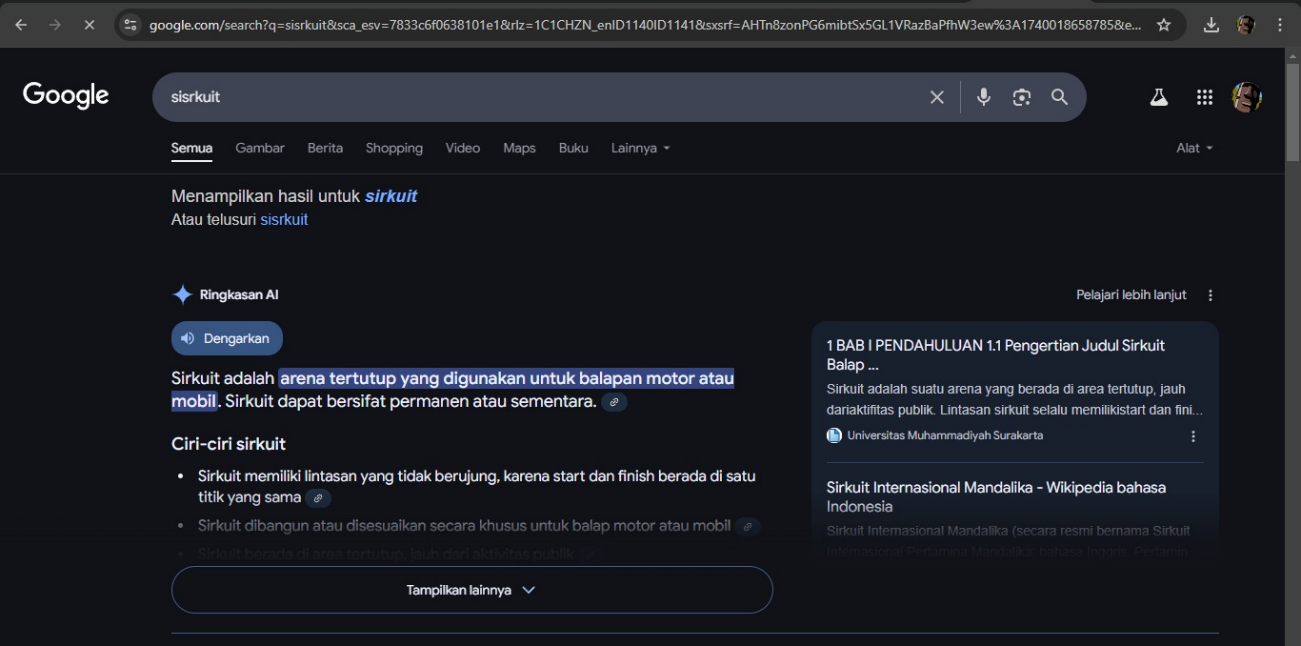 google.com/search?q=sisrkuit&sca_esv=7833c6f0638101e1&rlz=1C1CHZN_enID1140ID1141&sxsrf=AHTn8zonPG6mibtSx5GL1VRazBaPfhW3ew%3A1740018658785&e...
Google
sisrkuit
Semua Gambar Berita Shopping Video Maps Buku Lainnya Alat
Menampilkan hasil untuk sirkuit
Atau telusuri sisrkuit
Ringkasan AI
Pelajari lebih lanjut
Dengarkan
Sirkuit adalah arena tertutup yang digunakan untuk balapan motor atau
mobil. Sirkuit dapat bersifat permanen atau sementara.
Ciri-ciri sirkuit
• Sirkuit memiliki lintasan yang tidak berujung, karena start dan finish berada di satu
titik yang sama
• Sirkuit dibangun atau disesuaikan secara khusus untuk balap motor atau mobil
• Sirkuit berada di area tertutup, jauh dari aktivitas publik
Tampilkan lainnya
1 BAB I PENDAHULUAN 1.1 Pengertian Judul Sirkuit
Balap ...
Sirkuit adalah suatu arena yang berada di area tertutup, jauh
dariaktifitas publik. Lintasan sirkuit selalu memilikistart dan fini...
Universitas Muhammadiyah Surakarta
Sirkuit Internasional Mandalika - Wikipedia bahasa
Indonesia
Sirkuit Internasional Mandalika (secara resmi bernama Sirkuit
Internasional Pertamina Mandalika, bahasa Inggris: Pertamin